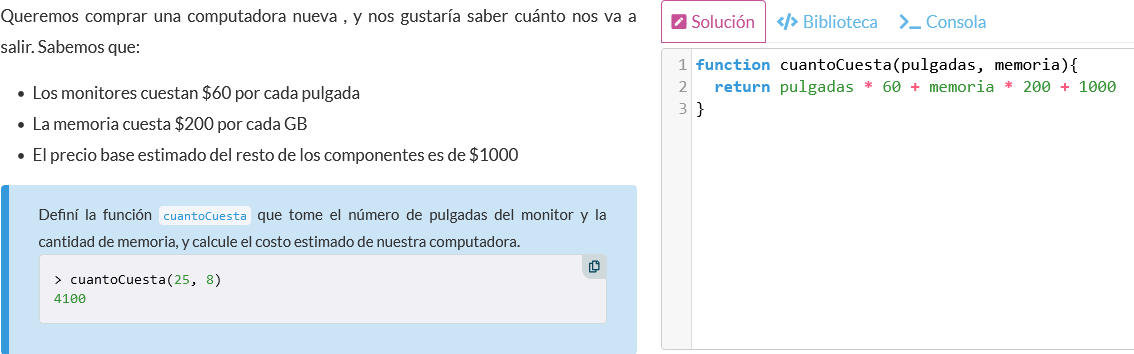 Queremos comprar una computadora nueva , y nos gustaría saber cuánto nos va a
salir. Sabemos que:
• Los monitores cuestan $60 por cada pulgada
• La memoria cuesta $200 por cada GB
• El precio base estimado del resto de los componentes es de $1000
Definí la función cuantoCuesta que tome el número de pulgadas del monitor y la
cantidad de memoria, y calcule el costo estimado de nuestra computadora.
> cuantoCuesta(25, 8)
4100
Solución </> Biblioteca >_ Consola
1 function cuantoCuesta(pulgadas, memoria){
2   return pulgadas * 60 + memoria * 200 + 1000
3 }